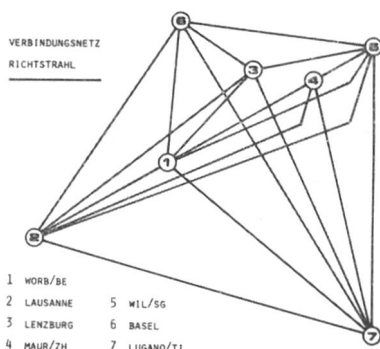 VERBINDUNGSNETZ
RICHTSTRAHL
6
5
3
4
1
2
7
1 WORB/BE
2 LAUSANNE 5 WIL/SG
3 LENZBURG 6 BASEL
4 MAUR/ZH 7 LUGANO/TI